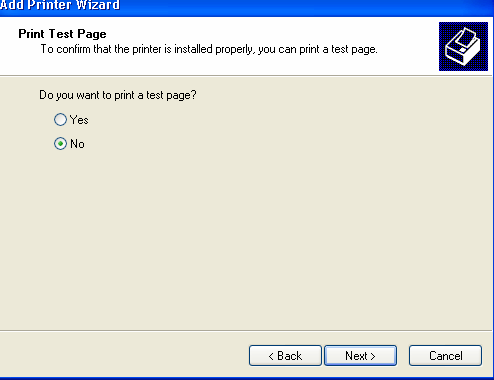 Add Printer Wizard
Print Test Page
To confirm that the printer is installed properly, you can print a test page.
Do you want to print a test page?
Yes
No
< Back
Next >
Cancel